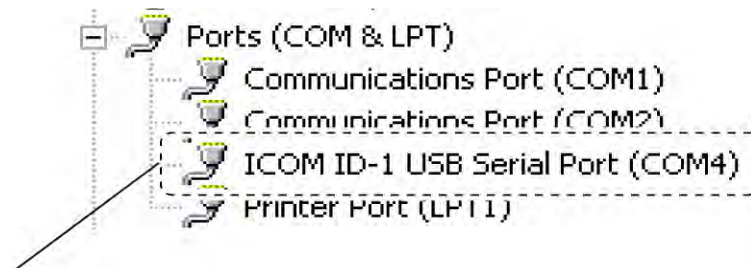 Ports (COM & LPT)
Communications Port (COM1)
Communications Port (COM2)
ICOM ID-1 USB Serial Port (COM4)
Printer Port (LPT1)